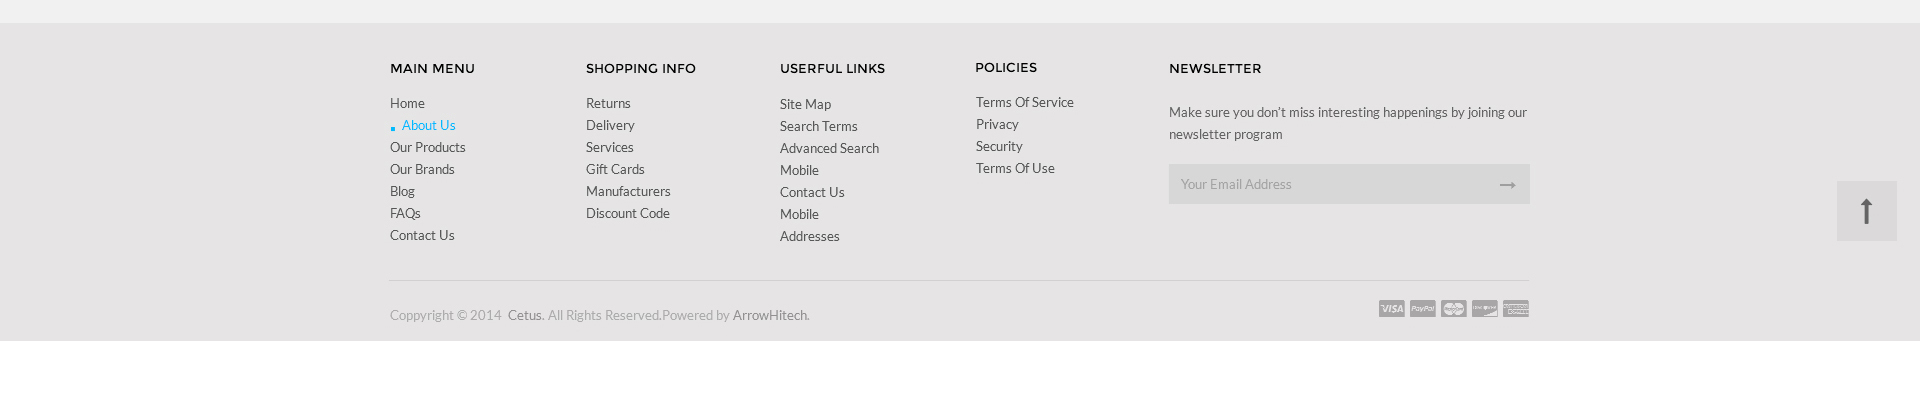 MAIN MENU
Home
About Us
Our Products
Our Brands
Blog
FAQs
Contact Us
SHOPPING INFO
Returns
Delivery
Services
Gift Cards
Manufacturers
Discount Code
USERFUL LINKS
Site Map
Search Terms
Advanced Search
Mobile
Contact Us
Mobile
Addresses
POLICIES
Terms Of Service
Privacy
Security
Terms Of Use
NEWSLETTER
Make sure you don’t miss interesting happenings by joining our
newsletter program
Your Email Address
Coppyright © 2014 Cetus. All Rights Reserved.Powered by ArrowHitech.
VISA PayPal